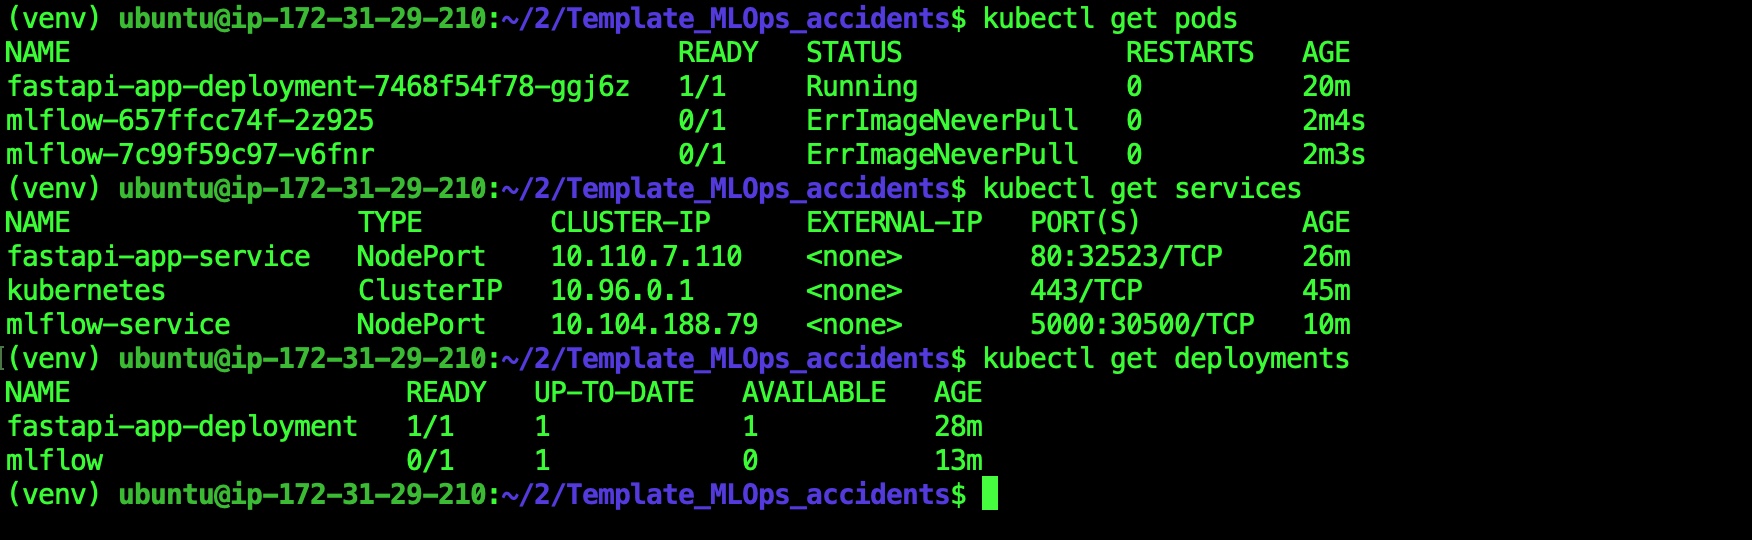 (venv) ubuntu@ip-172-31-29-210:~/2/Template_MLOps_accidents$ kubectl get pods
NAME READY STATUS RESTARTS AGE
fastapi-app-deployment-7468f54f78-ggj6z 1/1 Running 0 20m
mlflow-657ffcc74f-2z925 0/1 ErrImageNeverPull 0 2m4s
mlflow-7c99f59c97-v6fnr 0/1 ErrImageNeverPull 0 2m3s
(venv) ubuntu@ip-172-31-29-210:~/2/Template_MLOps_accidents$ kubectl get services
NAME TYPE CLUSTER-IP EXTERNAL-IP PORT(S) AGE
fastapi-app-service NodePort 10.110.7.110 <none> 80:32523/TCP 26m
kubernetes ClusterIP 10.96.0.1 <none> 443/TCP 45m
mlflow-service NodePort 10.104.188.79 <none> 5000:30500/TCP 10m
(venv) ubuntu@ip-172-31-29-210:~/2/Template_MLOps_accidents$ kubectl get deployments
NAME READY UP-TO-DATE AVAILABLE AGE
fastapi-app-deployment 1/1 1 1 28m
mlflow 0/1 1 0 13m
(venv) ubuntu@ip-172-31-29-210:~/2/Template_MLOps_accidents$